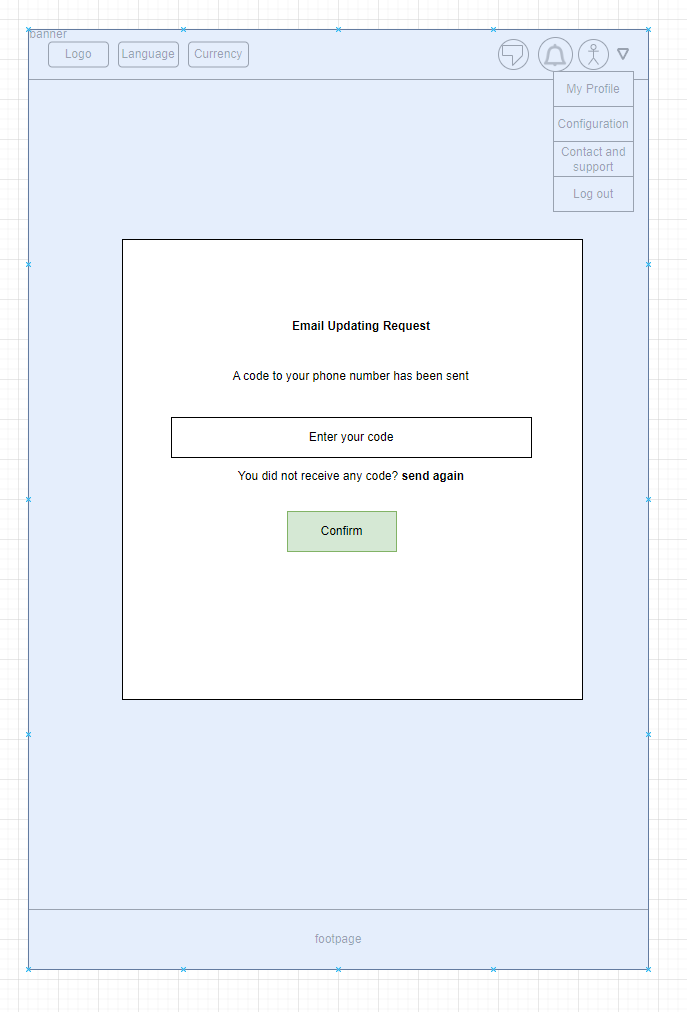 banner
Logo
Language
Currency
My Profile
Configuration
Contact and
support
Log out
Email Updating Request
A code to your phone number has been sent
Enter your code
You did not receive any code? send again
Confirm
footpage